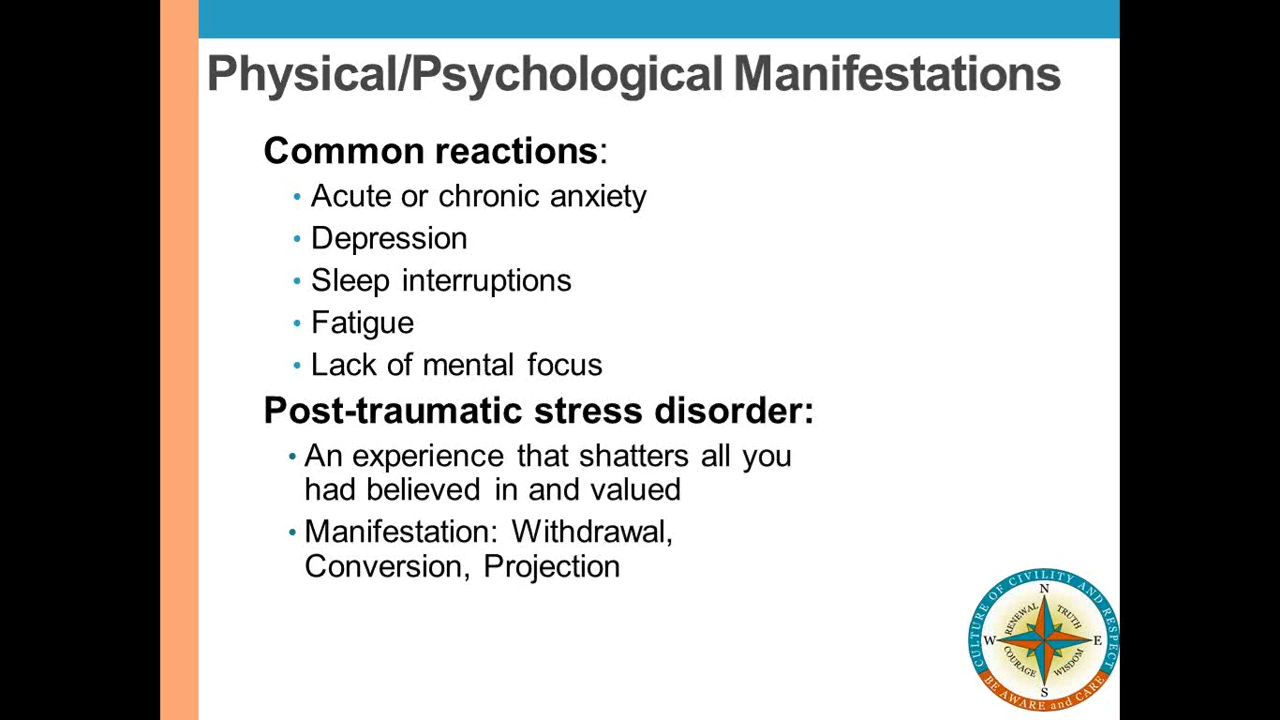 Physical/Psychological Manifestations
Common reactions:
• Acute or chronic anxiety
• Depression
• Sleep interruptions
• Fatigue
• Lack of mental focus
Post-traumatic stress disorder:
• An experience that shatters all you
had believed in and valued
• Manifestation: Withdrawal,
Conversion, Projection
CULTURE OF CIVILITY AND RESPECT
N
RENEWAL
TRUTH
W
E
COURAGE
WISDOM
S
BE AWARE and CARE